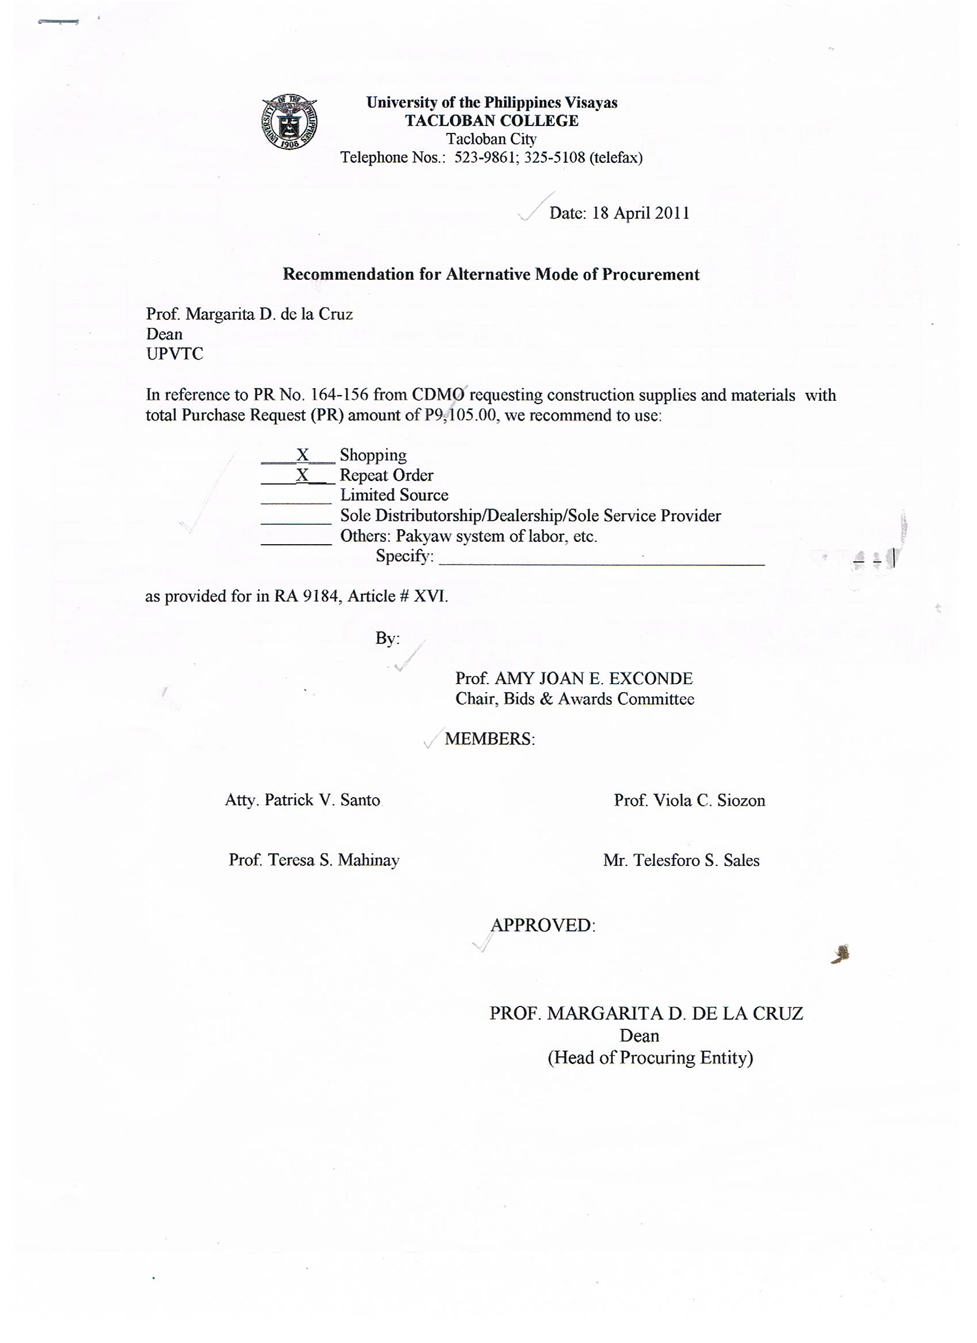 University of the Philippines Visayas
TACLOBAN COLLEGE
Tacloban City
Telephone Nos.: 523-9861; 325-5108 (telefax)
UNIVERSITY OF THE PHILIPPINES
1908
Date: 18 April 2011
Recommendation for Alternative Mode of Procurement
Prof. Margarita D. de la Cruz
Dean
UPVTC
In reference to PR No. 164-156 from CDMO requesting construction supplies and materials with
total Purchase Request (PR) amount of P9,105.00, we recommend to use:
X Shopping
X Repeat Order
Limited Source
Sole Distributorship/Dealership/Sole Service Provider
Others: Pakyaw system of labor, etc.
Specify:
as provided for in RA 9184, Article # XVI.
By:
Prof. AMY JOAN E. EXCONDE
Chair, Bids & Awards Committee
MEMBERS:
Atty. Patrick V. Santo Prof. Viola C. Siozon
Prof. Teresa S. Mahinay Mr. Telesforo S. Sales
APPROVED:
PROF. MARGARITA D. DE LA CRUZ
Dean
(Head of Procuring Entity)